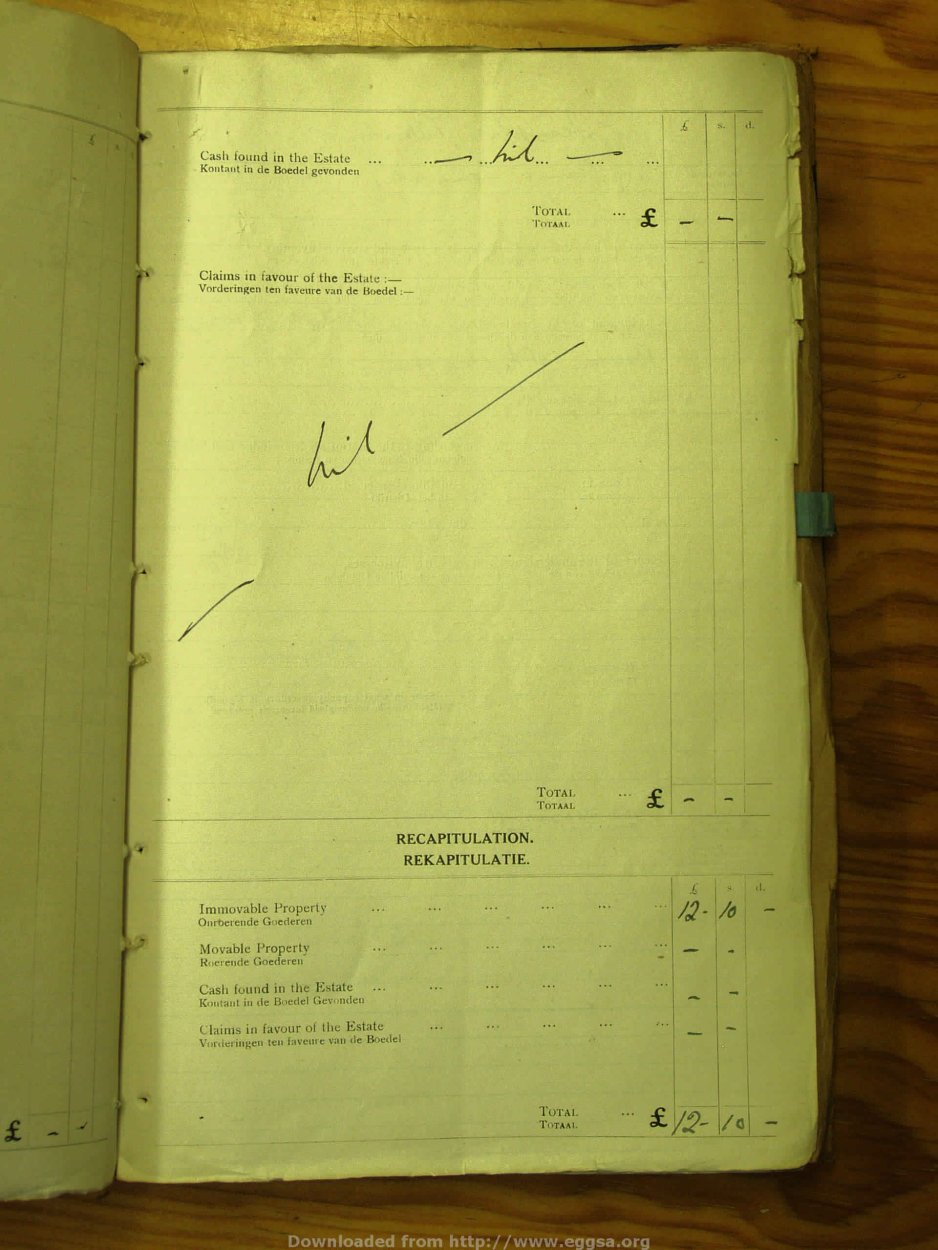 £ s. d.
Cash found in the Estate ... ... — ... nil ... — ... ...
Kontant in de Boedel gevonden
TOTAL ... £ - -
TOTAAL
Claims in favour of the Estate :—
Vorderingen ten faveure van de Boedel :—
nil
TOTAL ... £ - -
TOTAAL
RECAPITULATION.
REKAPITULATIE.
£ s. d.
Immovable Property ... ... ... ... ... ... 12 - 10 -
Onrberende Goederen
Movable Property ... ... ... ... ... ... - -
Roerende Goederen
Cash found in the Estate ... ... ... ... ... ... - -
Kontant in de Boedel Gevonden
Claims in favour of the Estate ... ... ... ... ... - -
Vorderingen ten faveure van de Boedel
TOTAL ... £ 12 - 10 -
TOTAAL
£
£ - -
Downloaded from http://www.eggsa.org